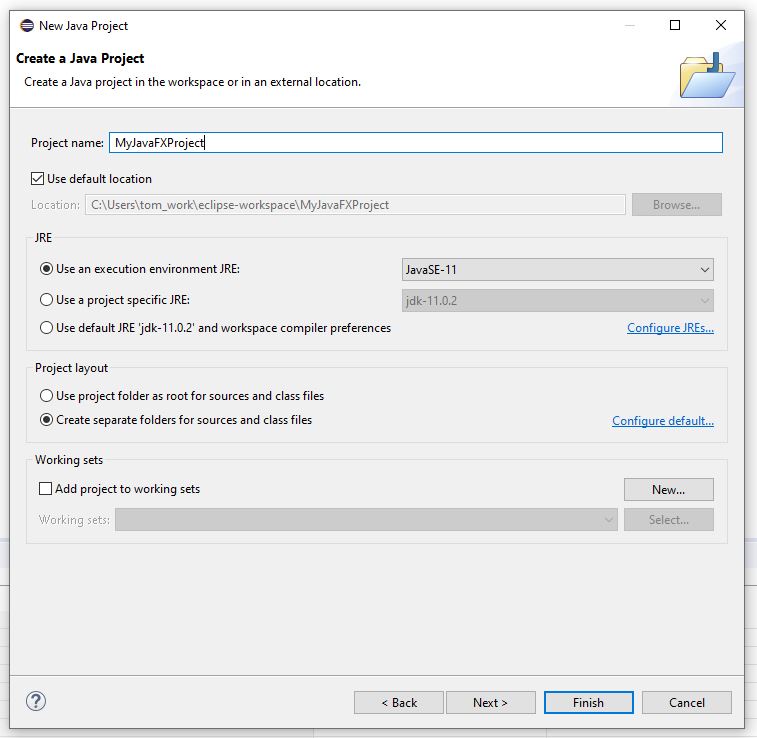 New Java Project
Create a Java Project
Create a Java project in the workspace or in an external location.
Project name: MyJavaFXProject
Use default location
Location: C:\Users\tom_work\eclipse-workspace\MyJavaFXProject Browse...
JRE
Use an execution environment JRE: JavaSE-11
Use a project specific JRE: jdk-11.0.2
Use default JRE 'jdk-11.0.2' and workspace compiler preferences Configure JREs...
Project layout
Use project folder as root for sources and class files
Create separate folders for sources and class files Configure default...
Working sets
Add project to working sets New...
Working sets: Select...
? < Back Next > Finish Cancel